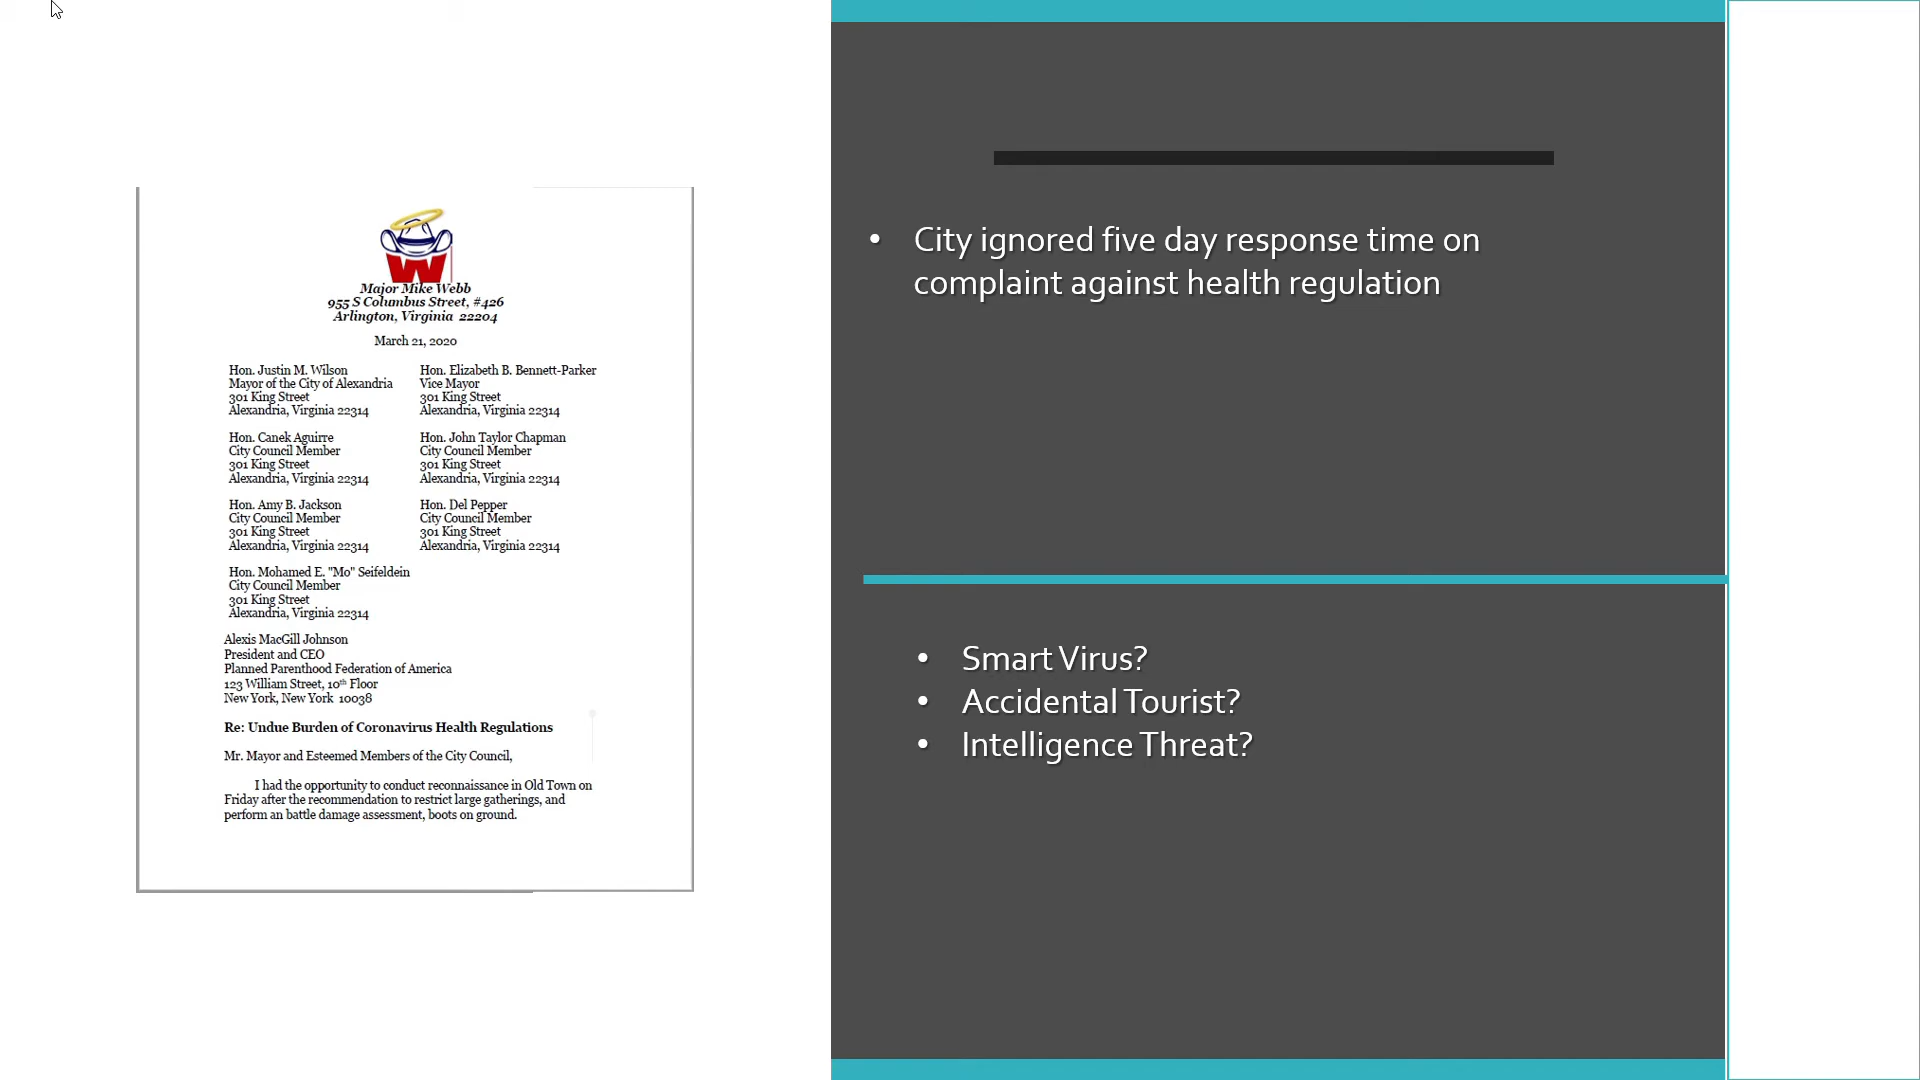 W
Major Mike Webb
955 S Columbus Street, #426
Arlington, Virginia 22204
March 21, 2020
Hon. Justin M. Wilson
Mayor of the City of Alexandria
301 King Street
Alexandria, Virginia 22314
Hon. Elizabeth B. Bennett-Parker
Vice Mayor
301 King Street
Alexandria, Virginia 22314
Hon. Canek Aguirre
City Council Member
301 King Street
Alexandria, Virginia 22314
Hon. John Taylor Chapman
City Council Member
301 King Street
Alexandria, Virginia 22314
Hon. Amy B. Jackson
City Council Member
301 King Street
Alexandria, Virginia 22314
Hon. Del Pepper
City Council Member
301 King Street
Alexandria, Virginia 22314
Hon. Mohamed E. "Mo" Seifeldein
City Council Member
301 King Street
Alexandria, Virginia 22314
Alexis MacGill Johnson
President and CEO
Planned Parenthood Federation of America
123 William Street, 10th Floor
New York, New York 10038
Re: Undue Burden of Coronavirus Health Regulations
Mr. Mayor and Esteemed Members of the City Council,
I had the opportunity to conduct reconnaissance in Old Town on
Friday after the recommendation to restrict large gatherings, and
perform an battle damage assessment, boots on ground.
• City ignored five day response time on
complaint against health regulation
• Smart Virus?
• Accidental Tourist?
• Intelligence Threat?